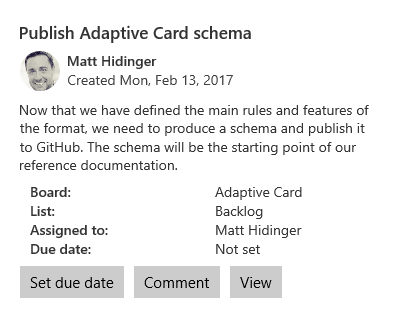 Publish Adaptive Card schema
Matt Hidinger
Created Mon, Feb 13, 2017
Now that we have defined the main rules and features of
the format, we need to produce a schema and publish it
to GitHub. The schema will be the starting point of our
reference documentation.
Board: Adaptive Card
List: Backlog
Assigned to: Matt Hidinger
Due date: Not set
Set due date Comment View